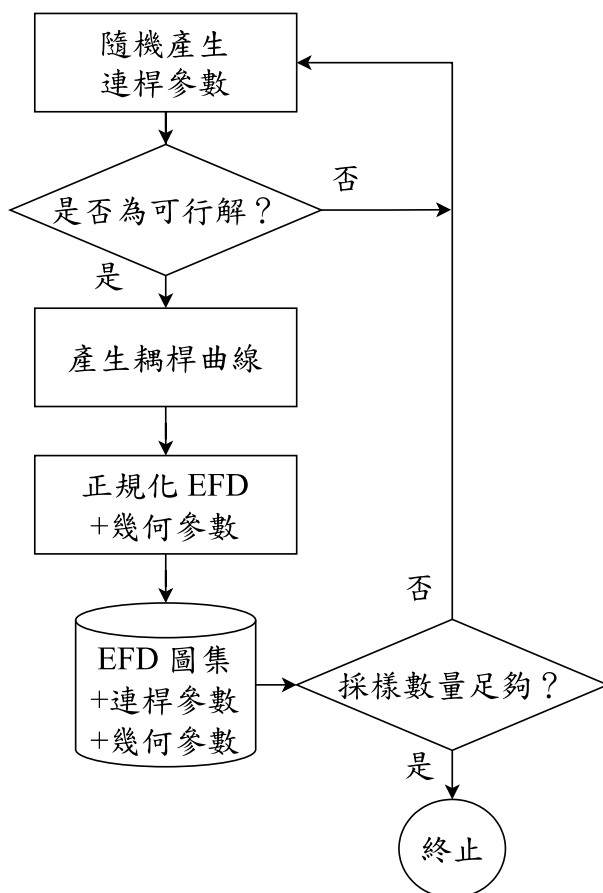 隨機產生
連桿參數
否
是否為可行解？
是
產生耦桿曲線
正規化 EFD
+幾何參數
否
EFD 圖集
+連桿參數
+幾何參數
採樣數量足夠？
是
終止